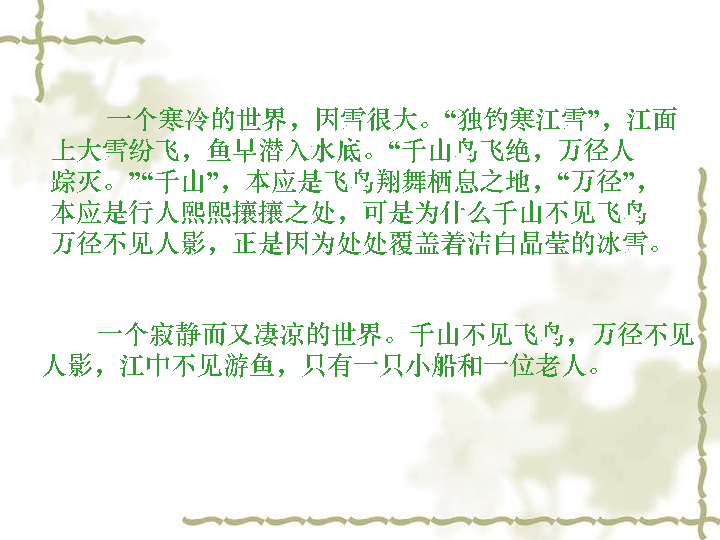 一个寒冷的世界，因雪很大。“独钓寒江雪”，江面
上大雪纷飞，鱼早潜入水底。“千山鸟飞绝，万径人
踪灭。”“千山”，本应是飞鸟翔舞栖息之地，“万径”，
本应是行人熙熙攘攘之处，可是为什么千山不见飞鸟
万径不见人影，正是因为处处覆盖着洁白晶莹的冰雪。
一个寂静而又凄凉的世界。千山不见飞鸟，万径不见
人影，江中不见游鱼，只有一只小船和一位老人。